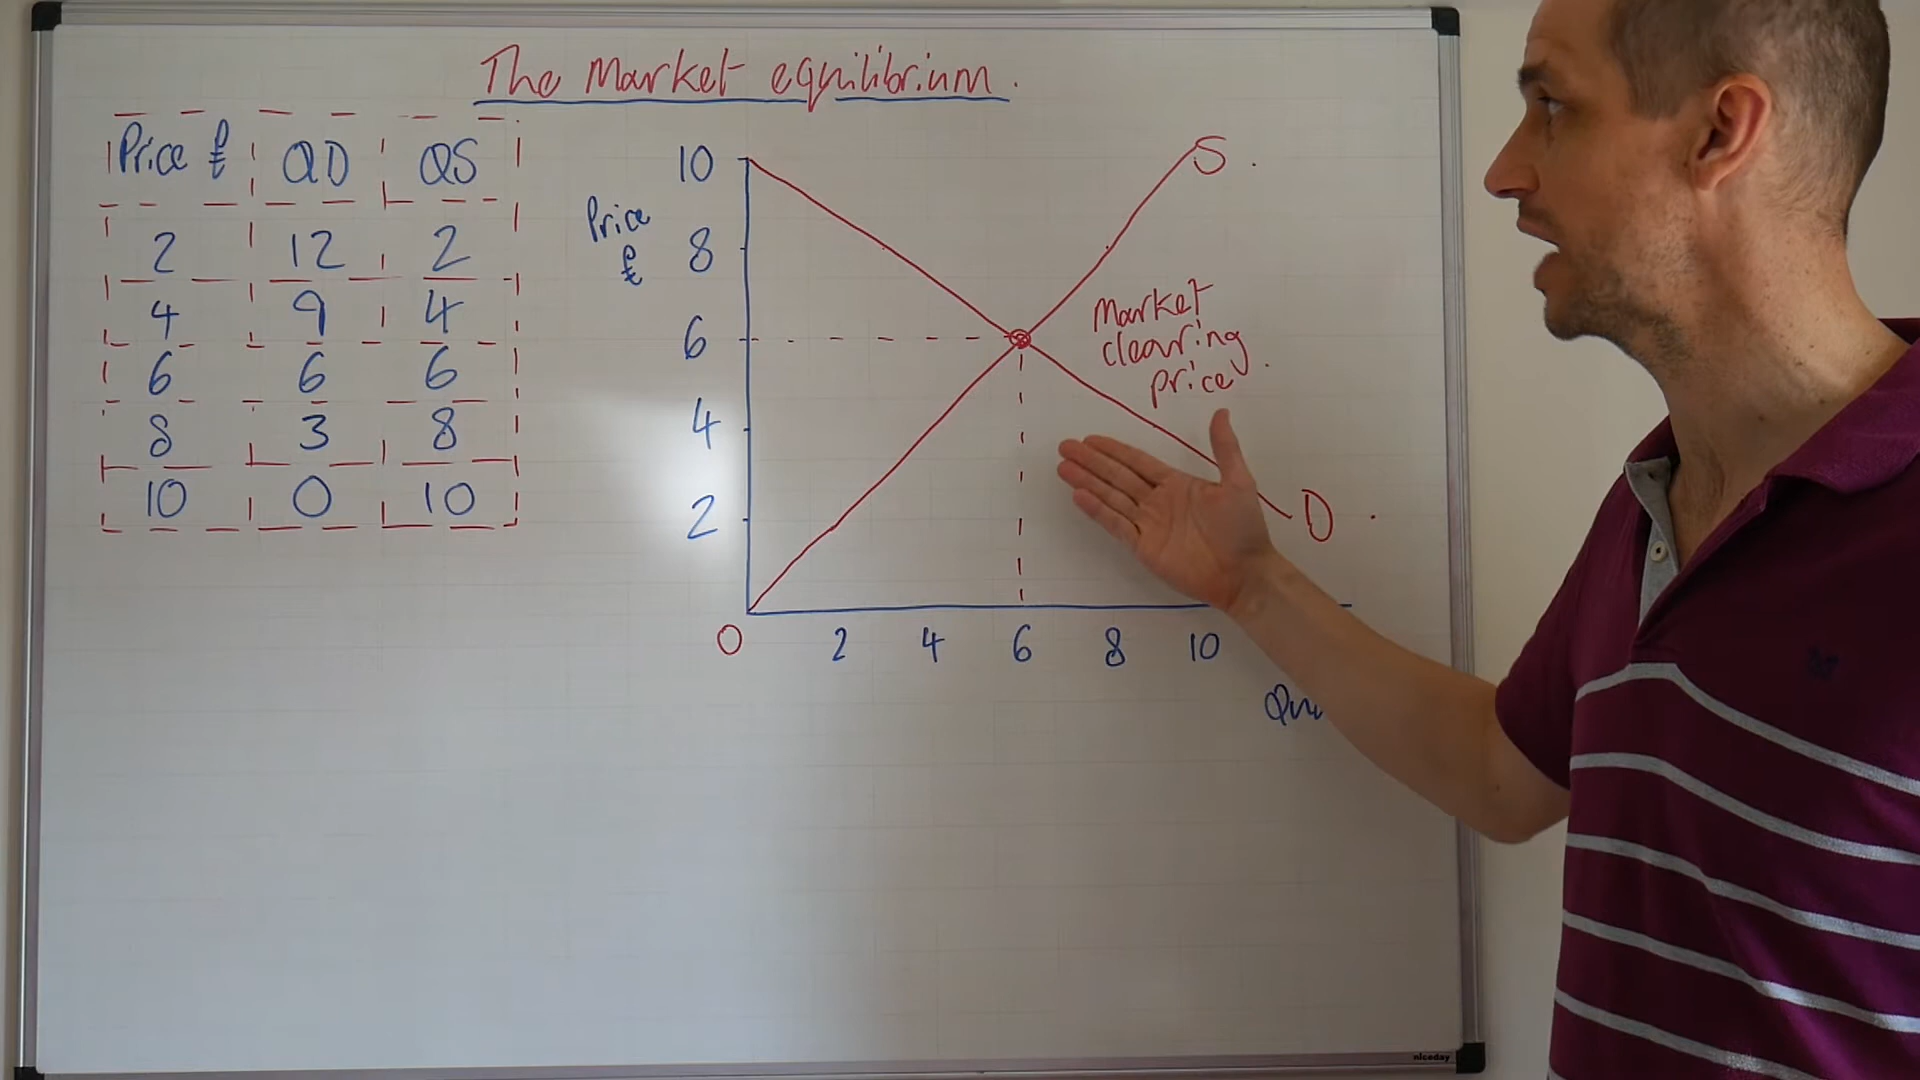 The Market equilibrium.
Price £ QD QS
2 12 2
4 9 4
6 6 6
8 3 8
10 0 10
10
Price
£
8
6
4
2
S
Market
clearing
price
D
0 2 4 6 8 10
niceday